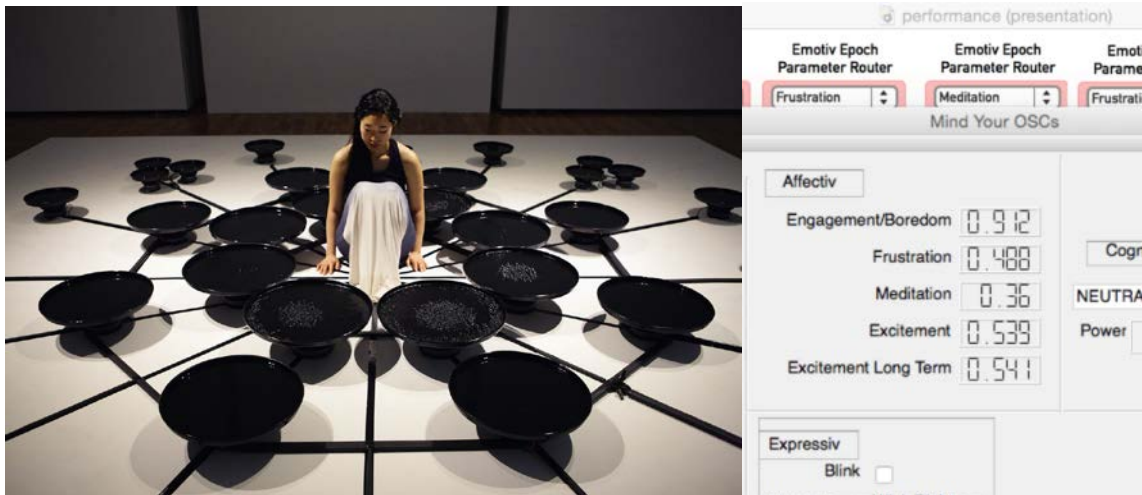 performance (presentation)
Emotiv Epoch Emotiv Epoch
Parameter Router Parameter Router
Frustration Meditation
Mind Your OSCs
Affectiv
Engagement/Boredom 0.912
Frustration 0.488
Meditation 0.36
Excitement 0.539
Power
Excitement Long Term 0.541
Expressiv
Blink